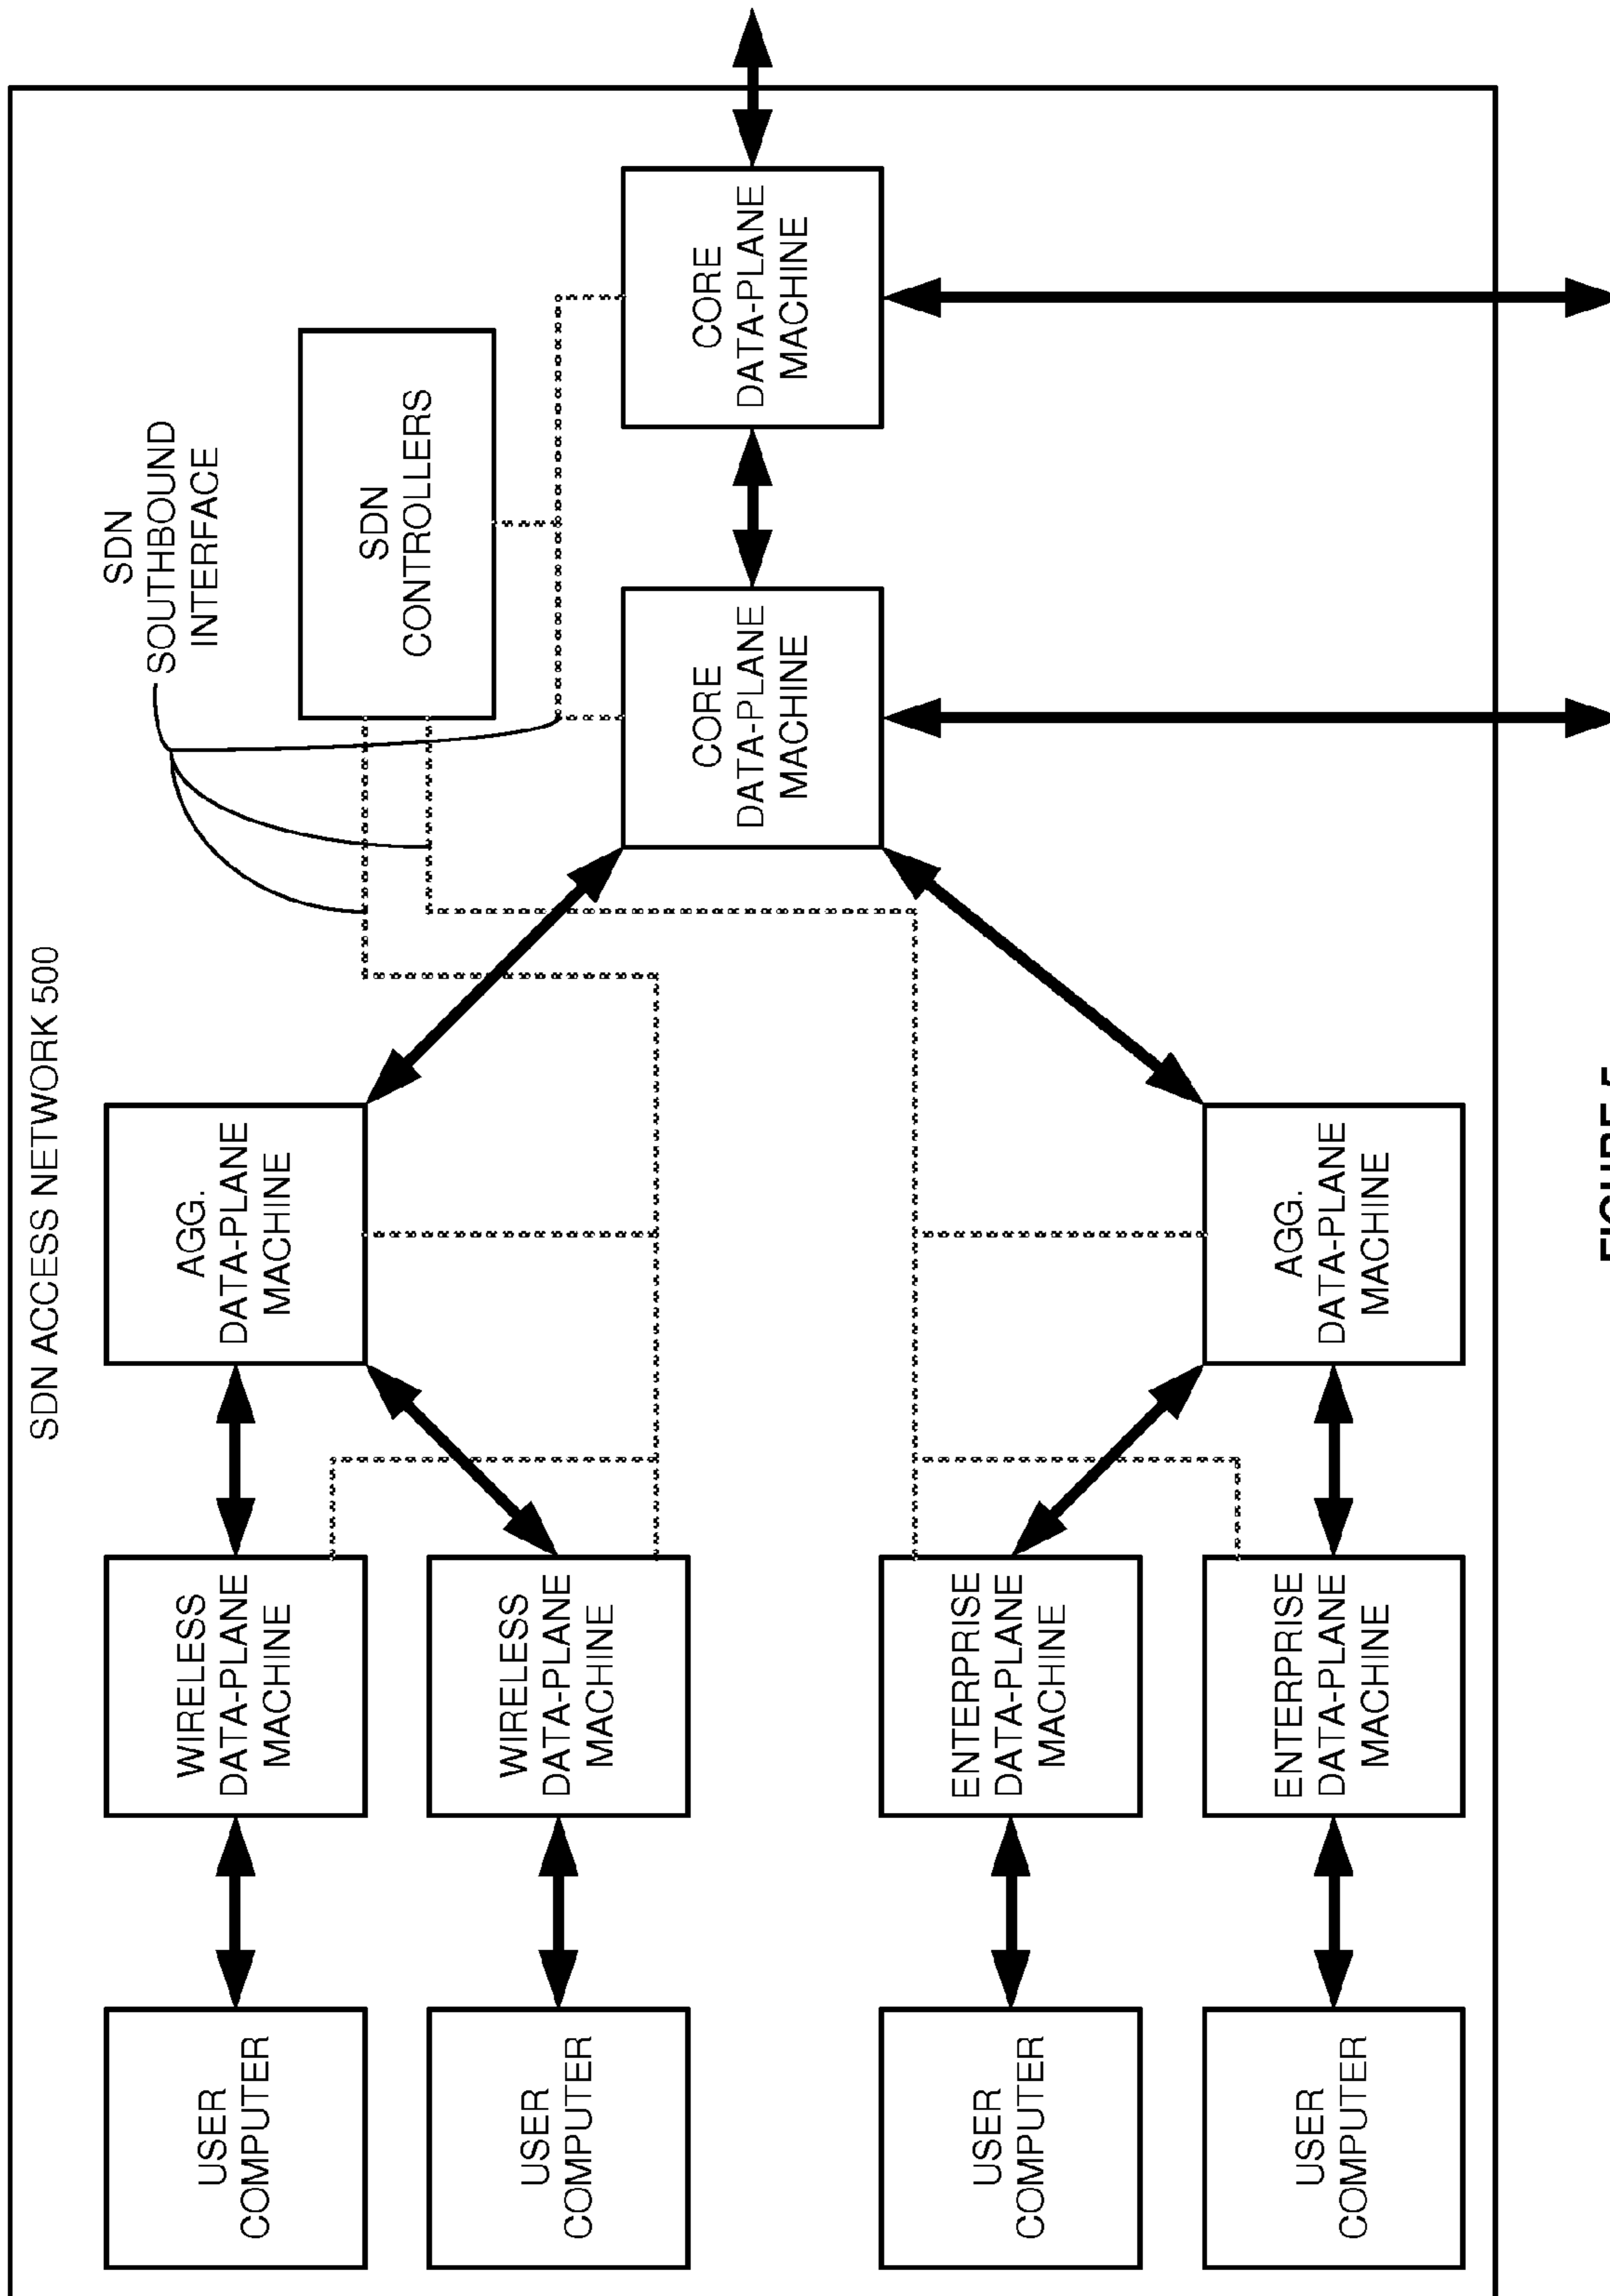 SDN ACCESS NETWORK 500
SDN
SOUTHBOUND
INTERFACE
SDN
CONTROLLERS
USER
COMPUTER
WIRELESS
DATA-PLANE
MACHINE
AGG.
DATA-PLANE
MACHINE
USER
COMPUTER
WIRELESS
DATA-PLANE
MACHINE
CORE
DATA-PLANE
MACHINE
CORE
DATA-PLANE
MACHINE
USER
COMPUTER
ENTERPRISE
DATA-PLANE
MACHINE
USER
COMPUTER
ENTERPRISE
DATA-PLANE
MACHINE
AGG.
DATA-PLANE
MACHINE
FIGURE 5